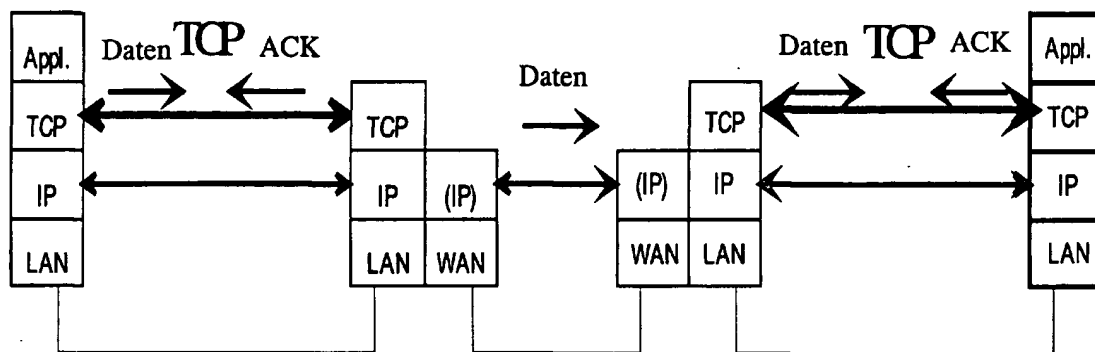 Daten TCP ACK
Daten
Daten TCP ACK
Appl.
TCP
IP
LAN
TCP
IP (IP)
LAN WAN
TCP
(IP) IP
WAN LAN
Appl.
TCP
IP
LAN